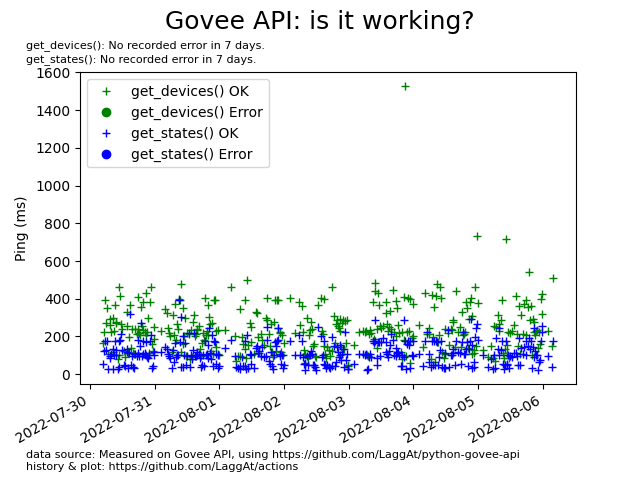 Govee API: is it working?
get_devices(): No recorded error in 7 days.
get_states(): No recorded error in 7 days.
get_devices() OK
get_devices() Error
get_states() OK
get_states() Error
1600
1400
1200
1000
800
600
400
200
0
Ping (ms)
2022-07-30
2022-07-31
2022-08-01
2022-08-02
2022-08-03
2022-08-04
2022-08-05
2022-08-06
data source: Measured on Govee API, using https://github.com/LaggAt/python-govee-api
history & plot: https://github.com/LaggAt/actions